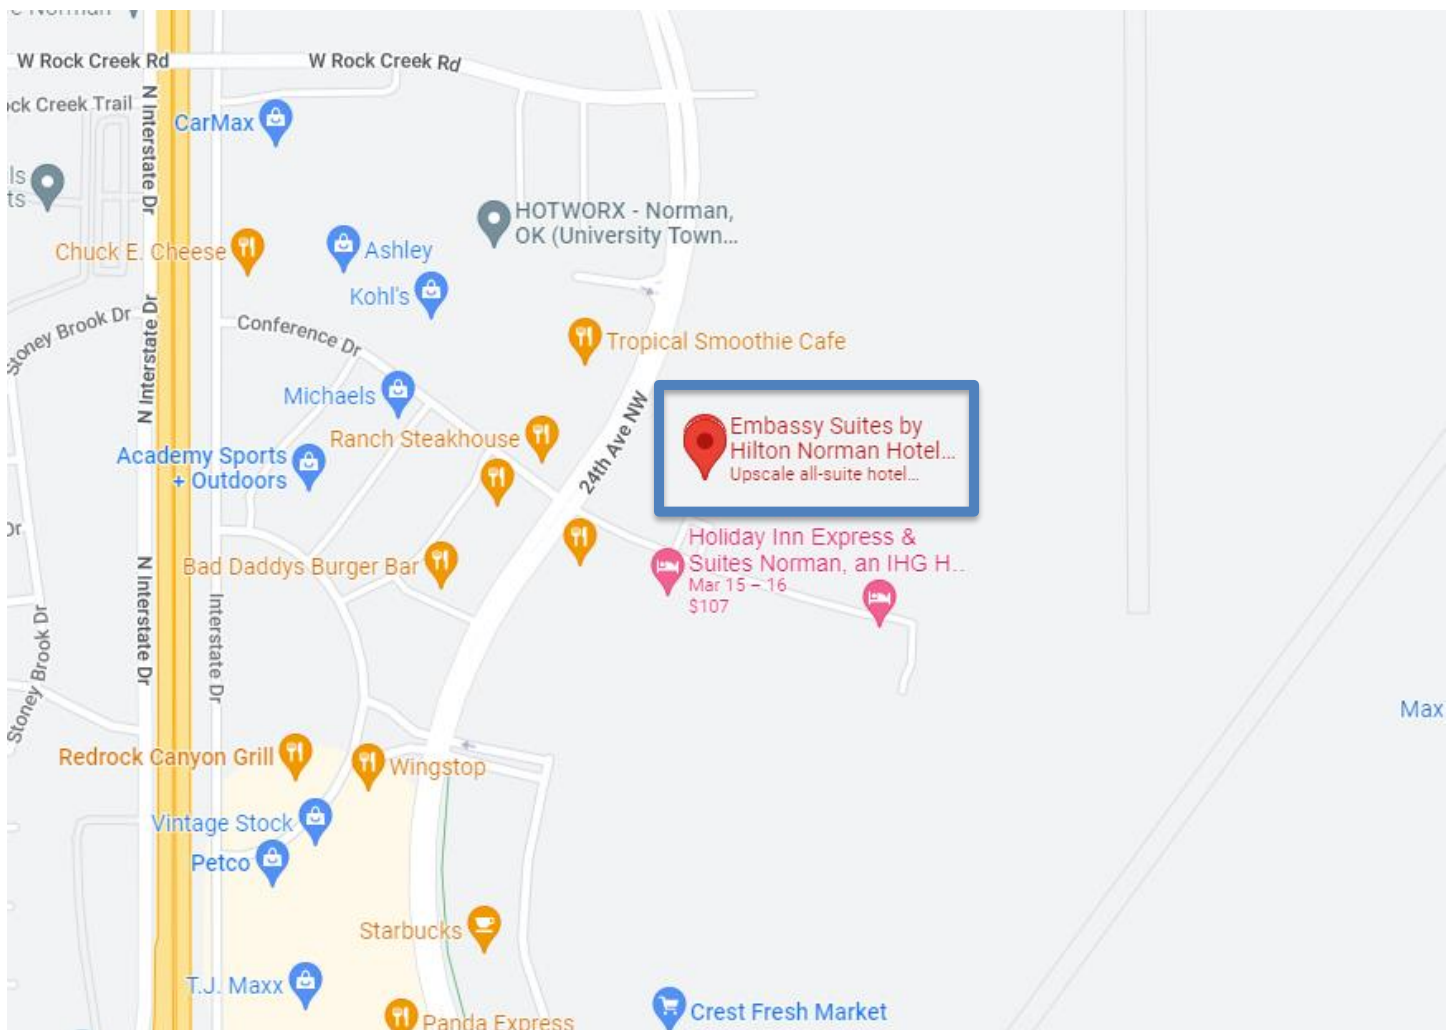 W Rock Creek Rd
W Rock Creek Rd
ck Creek Trail
N Interstate Dr
CarMax
HOTWORX - Norman,
OK (University Town...
Chuck E. Cheese
Ashley
Kohl's
Stoney Brook Dr
N Interstate Dr
Conference Dr
Tropical Smoothie Cafe
Michaels
24th Ave NW
Embassy Suites by
Hilton Norman Hotel...
Upscale all-suite hotel...
Ranch Steakhouse
Academy Sports
+ Outdoors
Dr
Holiday Inn Express &
Suites Norman, an IHG H..
Mar 15 – 16
$107
Bad Daddys Burger Bar
N Interstate Dr
Interstate Dr
Stoney Brook Dr
Max
Redrock Canyon Grill
Wingstop
Vintage Stock
Petco
Starbucks
T.J. Maxx
Crest Fresh Market
Panda Express